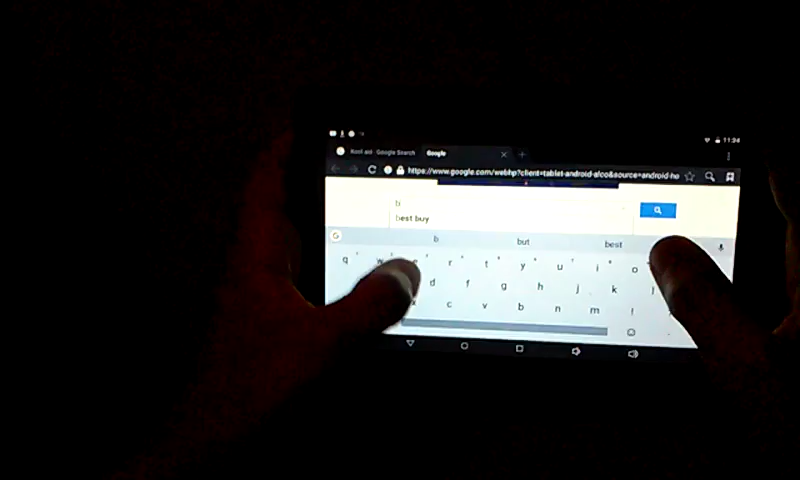 11:34
Kool aid - Google Search Google
https://www.google.com/webhp?client=tablet-android-alco&source=android-ho
b
best buy
b but best
q w e r t y u i o
d f g h j k l
x c v b n m !